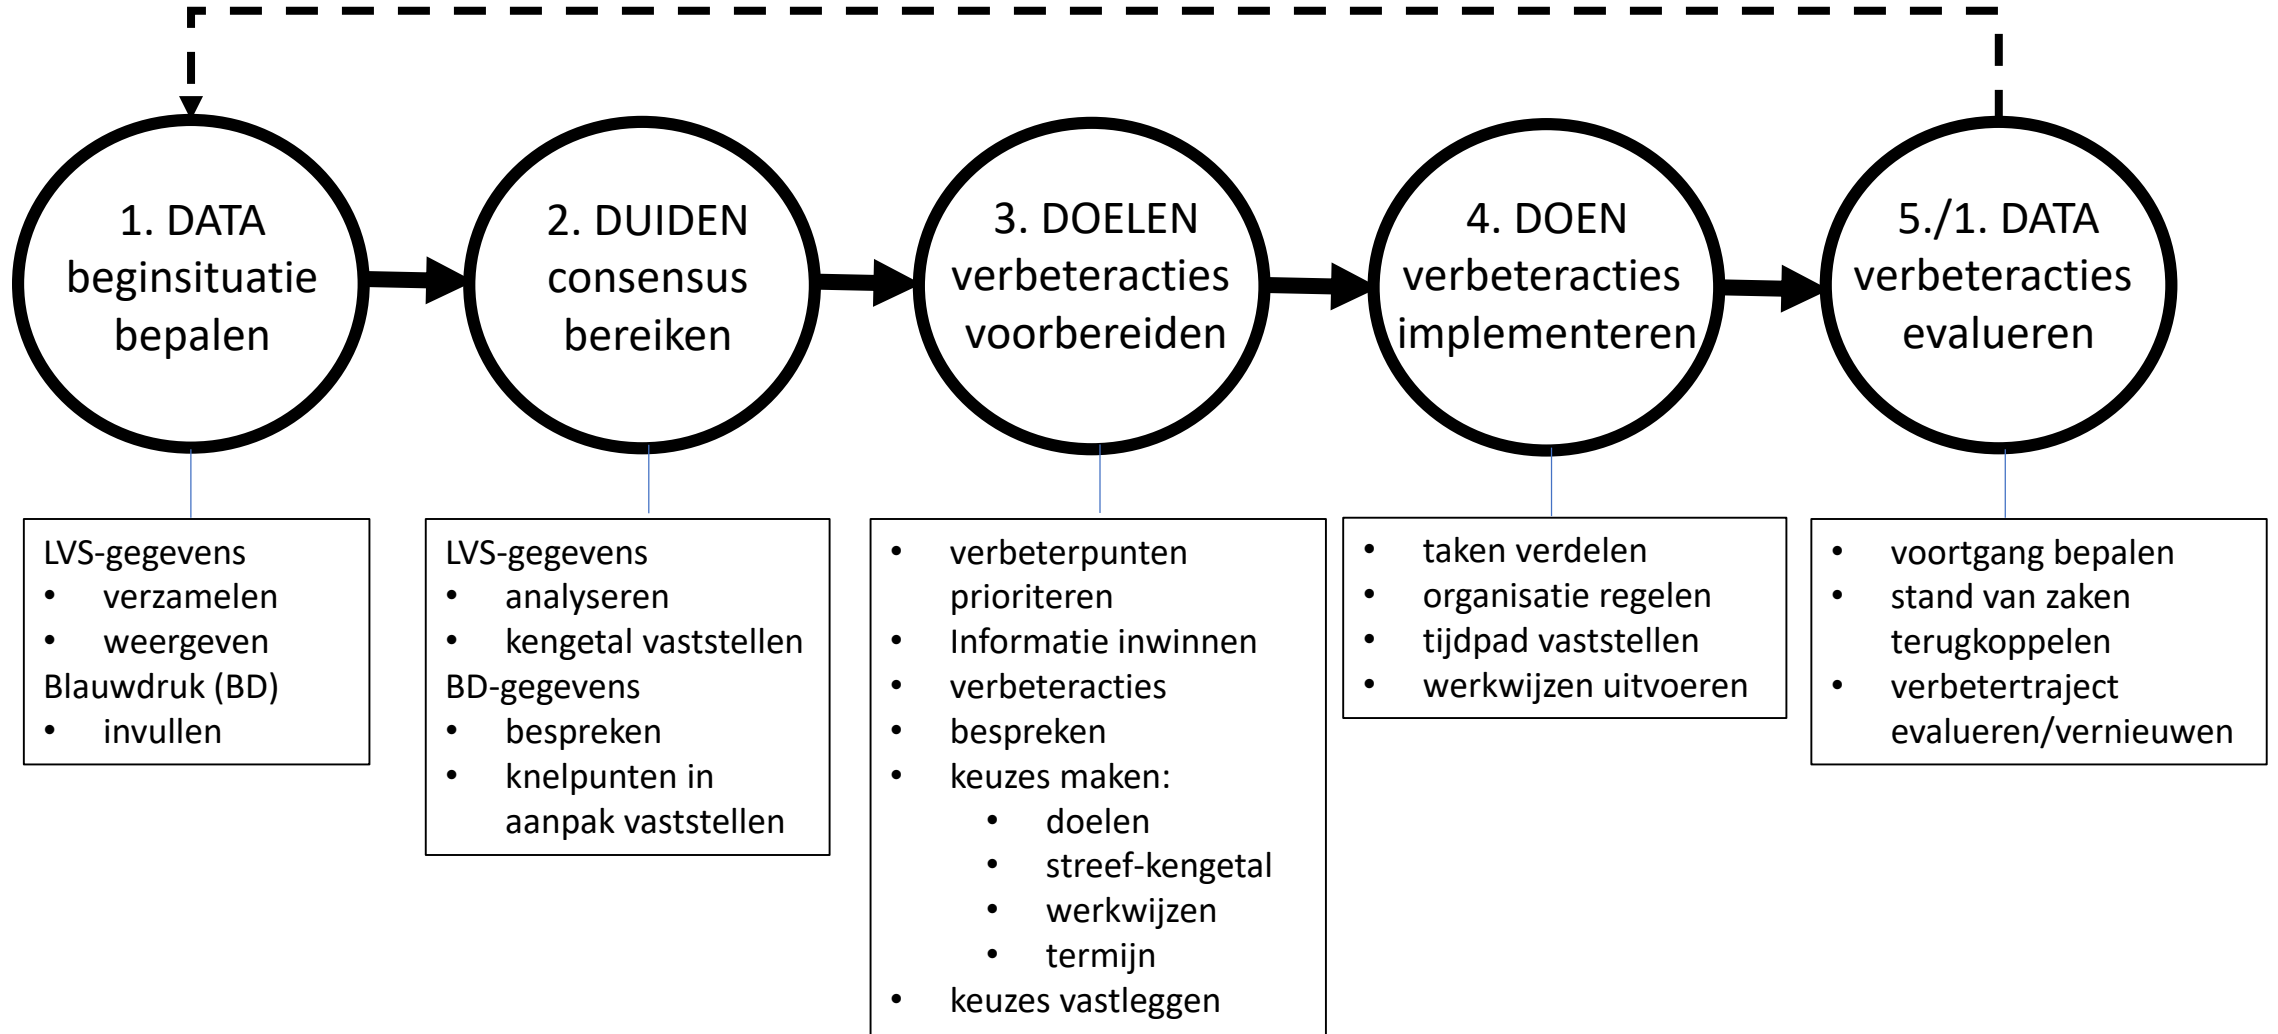 1. DATA
beginsituatie
bepalen
2. DUIDEN
consensus
bereiken
3. DOELEN
verbeteracties
voorbereiden
4. DOEN
verbeteracties
implementeren
5./1. DATA
verbeteracties
evalueren
LVS-gegevens
• verzamelen
• weergeven
Blauwdruk (BD)
• invullen
LVS-gegevens
• analyseren
• kengetal vaststellen
BD-gegevens
• bespreken
• knelpunten in
aanpak vaststellen
• verbeterpunten
prioriteren
• Informatie inwinnen
• verbeteracties
• bespreken
• keuzes maken:
• doelen
• streef-kengetal
• werkwijzen
• termijn
• keuzes vastleggen
• taken verdelen
• organisatie regelen
• tijdpad vaststellen
• werkwijzen uitvoeren
• voortgang bepalen
• stand van zaken
terugkoppelen
• verbetertraject
evalueren/vernieuwen